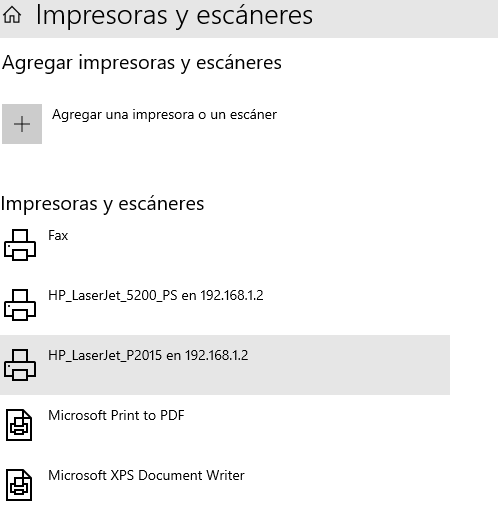 Impresoras y escáneres
Agregar impresoras y escáneres
Agregar una impresora o un escáner
Impresoras y escáneres
Fax
HP_LaserJet_5200_PS en 192.168.1.2
HP_LaserJet_P2015 en 192.168.1.2
Microsoft Print to PDF
Microsoft XPS Document Writer